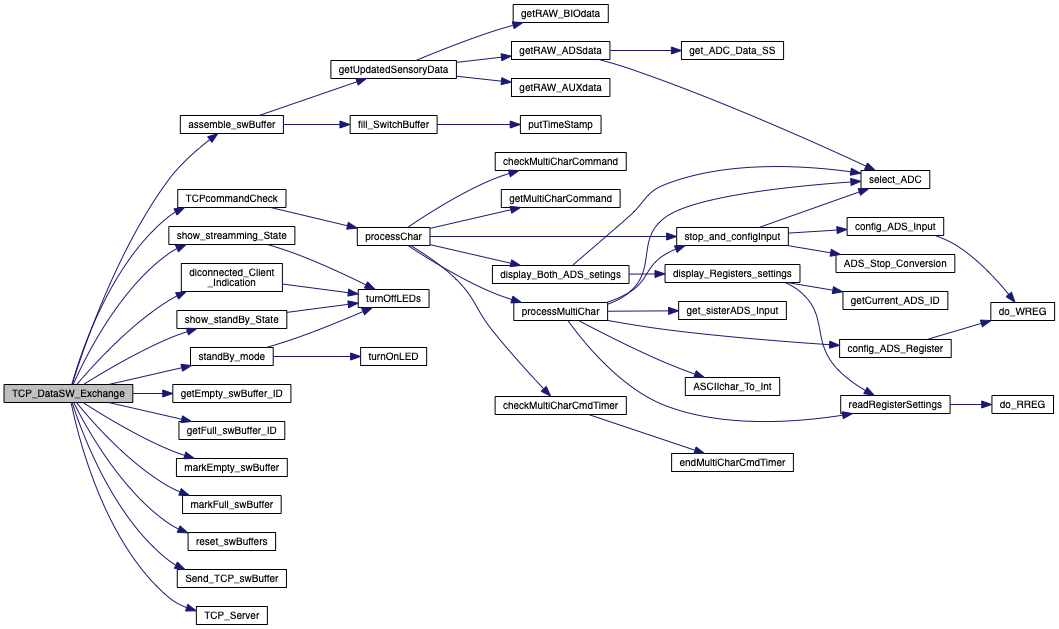 getRAW_BIOdata
getRAW_ADSdata
get_ADC_Data_SS
getUpdatedSensoryData
getRAW_AUXdata
assemble_swBuffer
fill_SwitchBuffer
putTimeStamp
checkMultiCharCommand
select_ADC
TCPcommandCheck
getMultiCharCommand
config_ADS_Input
show_streamming_State
processChar
stop_and_configInput
ADS_Stop_Conversion
diconnected_Client
_Indication
display_Both_ADS_setings
display_Registers_settings
turnOffLEDs
getCurrent_ADS_ID
processMultiChar
get_sisterADS_Input
do_WREG
show_standBy_State
config_ADS_Register
standBy_mode
turnOnLED
ASCIIchar_To_Int
TCP_DataSW_Exchange
getEmpty_swBuffer_ID
checkMultiCharCmdTimer
readRegisterSettings
do_RREG
getFull_swBuffer_ID
endMultiCharCmdTimer
markEmpty_swBuffer
markFull_swBuffer
reset_swBuffers
Send_TCP_swBuffer
TCP_Server